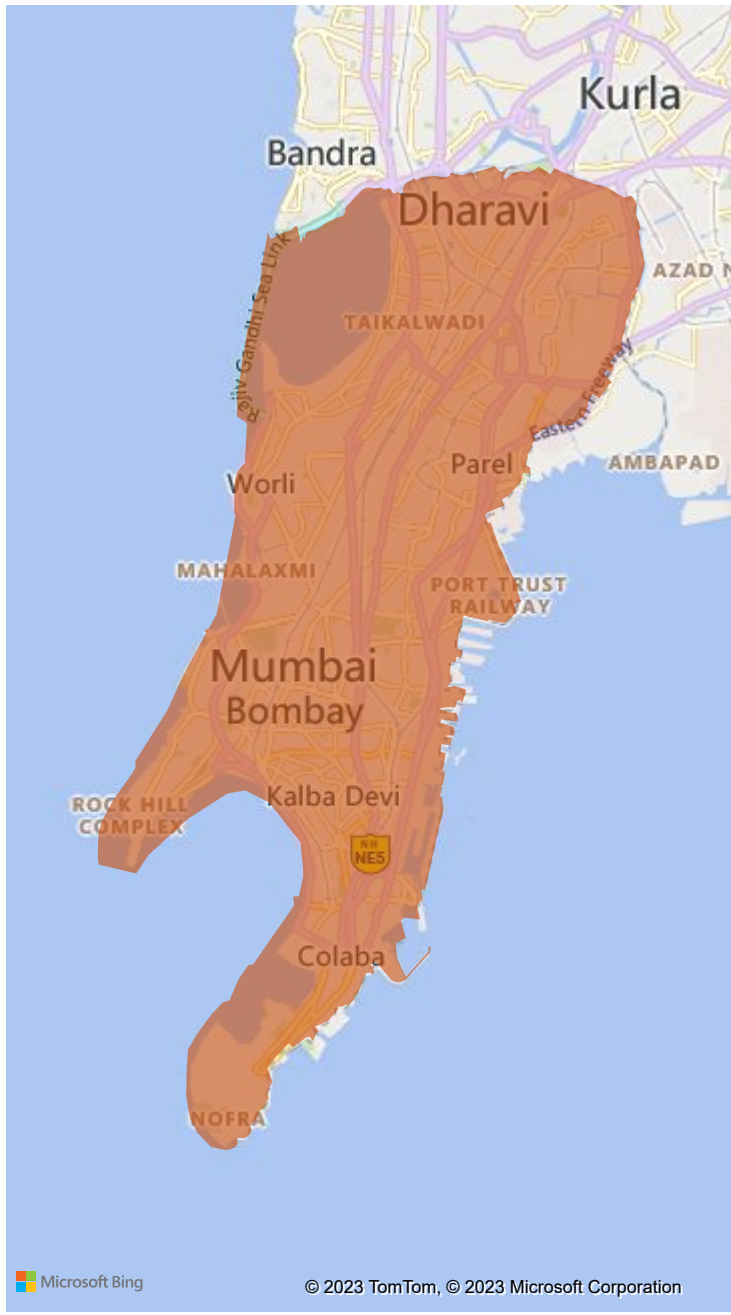 Kurla
Bandra
Dharavi
Rajiv Gandhi Sea Link
AZAD N
TAIKALWADI
Eastern Freeway
Parel
AMBAPAD
Worli
MAHALAXMI
PORT TRUST
RAILWAY
Mumbai
Bombay
Kalba Devi
ROCK HILL
COMPLEX
NH
NE5
Colaba
NOFRA
Microsoft Bing
© 2023 TomTom, © 2023 Microsoft Corporation